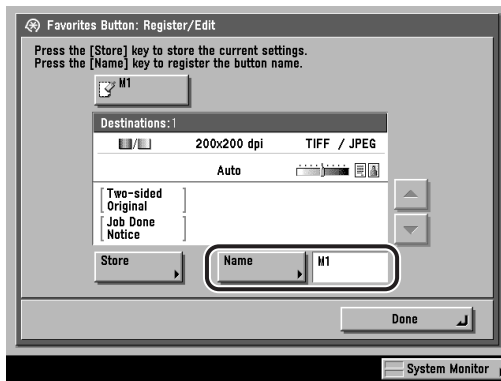 Favorites Button: Register/Edit
Press the [Store] key to store the current settings.
Press the [Name] key to register the button name.
M1
Destinations:1
200x200 dpi TIFF / JPEG
Auto
[Two-sided Original]
[Job Done Notice]
Store Name M1
Done
System Monitor